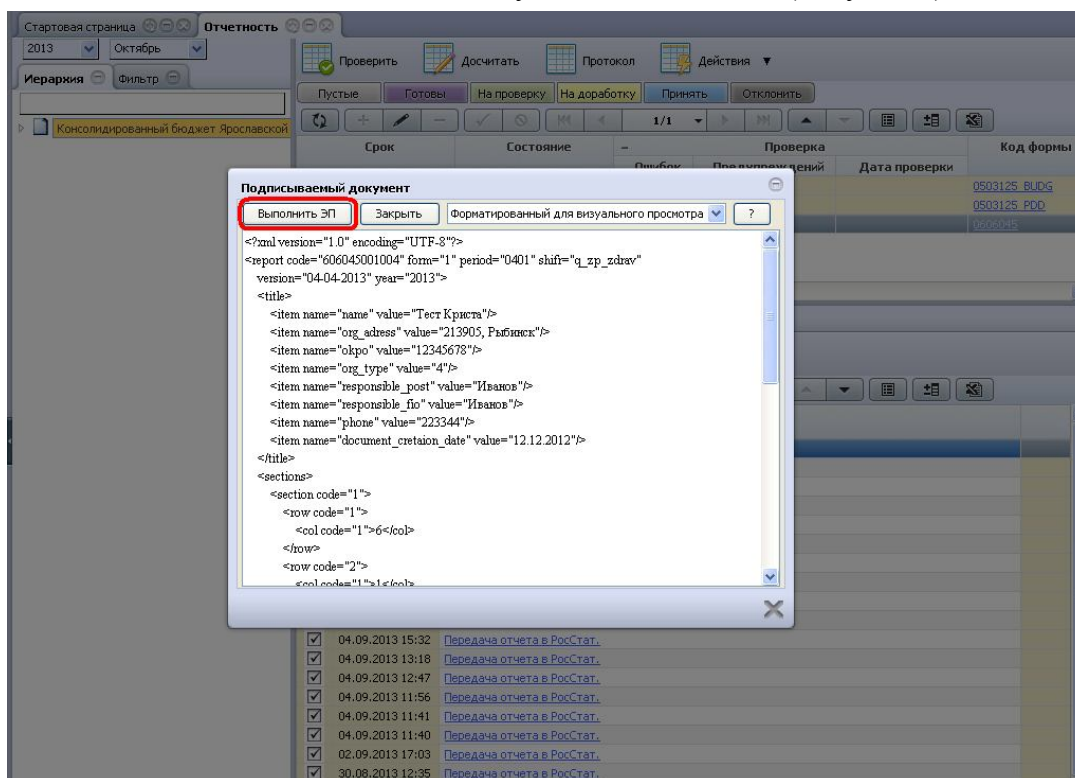 Стартовая страница Отчетность
2013 Октябрь
Иерархия Фильтр
Проверить Досчитать Протокол Действия
Пустые Готовы На проверку На доработку Принять Отклонить
Консолидированный бюджет Ярославской
1/1
Срок Состояние – Проверка Код формы
Ошибок Предупреждений Дата проверки
0503125_BUDG
0503125_PDD
0606045
Подписываемый документ
Выполнить ЭП Закрыть Форматированный для визуального просмотра ?
<?xml version="1.0" encoding="UTF-8"?>
<report code="606045001004" form="1" period="0401" shifr="q_zp_zdrav"
version="04-04-2013" year="2013">
<title>
<item name="name" value="Тест Криста"/>
<item name="org_adress" value="213905, Рыбинск"/>
<item name="okpo" value="12345678"/>
<item name="org_type" value="4"/>
<item name="responsible_post" value="Иванов"/>
<item name="responsible_fio" value="Иванов"/>
<item name="phone" value="223344"/>
<item name="document_cretaion_date" value="12.12.2012"/>
</title>
<sections>
<section code="1">
<row code="1">
<col code="1">6</col>
</row>
<row code="2">
<col code="1">1</col>
04.09.2013 15:32 Передача отчета в РосСтат.
04.09.2013 13:18 Передача отчета в РосСтат.
04.09.2013 12:47 Передача отчета в РосСтат.
04.09.2013 11:56 Передача отчета в РосСтат.
04.09.2013 11:41 Передача отчета в РосСтат.
04.09.2013 11:40 Передача отчета в РосСтат.
02.09.2013 17:03 Передача отчета в РосСтат.
30.08.2013 12:35 Передача отчета в РосСтат.